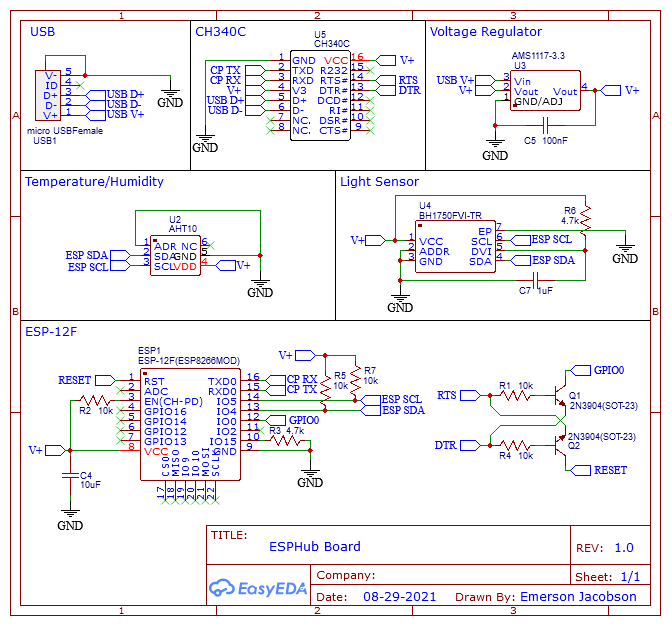 1 2 3
USB
V- 5
ID 4
D+ 3 USB D+
D- 2 USB D-
V+ 1 USB V+
GND
micro USBFemale
USB1
CH340C
U5
CH340C
1 GND VCC 16 V+
CP TX 2 TXD R232 15
CP RX 3 RXD RTS# 14 RTS
V+ 4 V3 DTR# 13 DTR
USB D+ 5 D+ DCD# 12
USB D- 6 D- RI# 11
7 NC. DSR# 10
8 NC. CTS# 9
GND
Voltage Regulator
AMS1117-3.3
U3
USB V+ 3 Vin
V+ 2 Vout Vout 4 V+
1 GND/ADJ
C5 100nF
GND
A A
Temperature/Humidity
U2
AHT10
1 ADR NC 6
ESP SDA 2 SDA GND 5
ESP SCL 3 SCL VDD 4 V+
GND
Light Sensor
U4
BH1750FVI-TR
R6
4.7k
EP 7
V+ 1 VCC SCL 6 ESP SCL
2 ADDR DVI 5
3 GND SDA 4 ESP SDA
GND
C7 1uF
GND
B B
ESP-12F
ESP1
ESP-12F(ESP8266MOD)
RESET 1 RST TXD0 16 CP RX
2 ADC RXD0 15 CP TX
3 EN(CH-PD) IO5 14 ESP SCL
4 GPIO16 IO4 13 ESP SDA
5 GPIO14 IO0 12 GPIO0
6 GPIO12 IO2 11
7 GPIO13 IO15 10
8 VCC GND 9
R2 10k
V+
C4
10uF
GND
CS0 MISO IO9 IO10 MOSI SCLK
17 18 19 20 21 22
V+
R5
10k
R7
10k
R3 4.7k
GND
RTS
R1 10k
GPIO0
Q1
2N3904(SOT-23)
DTR
R4 10k
2N3904(SOT-23)
Q2
RESET
TITLE:
ESPHub Board
REV: 1.0
EasyEDA
Company:
Sheet: 1/1
Date: 08-29-2021
Drawn By: Emerson Jacobson
1 2 3